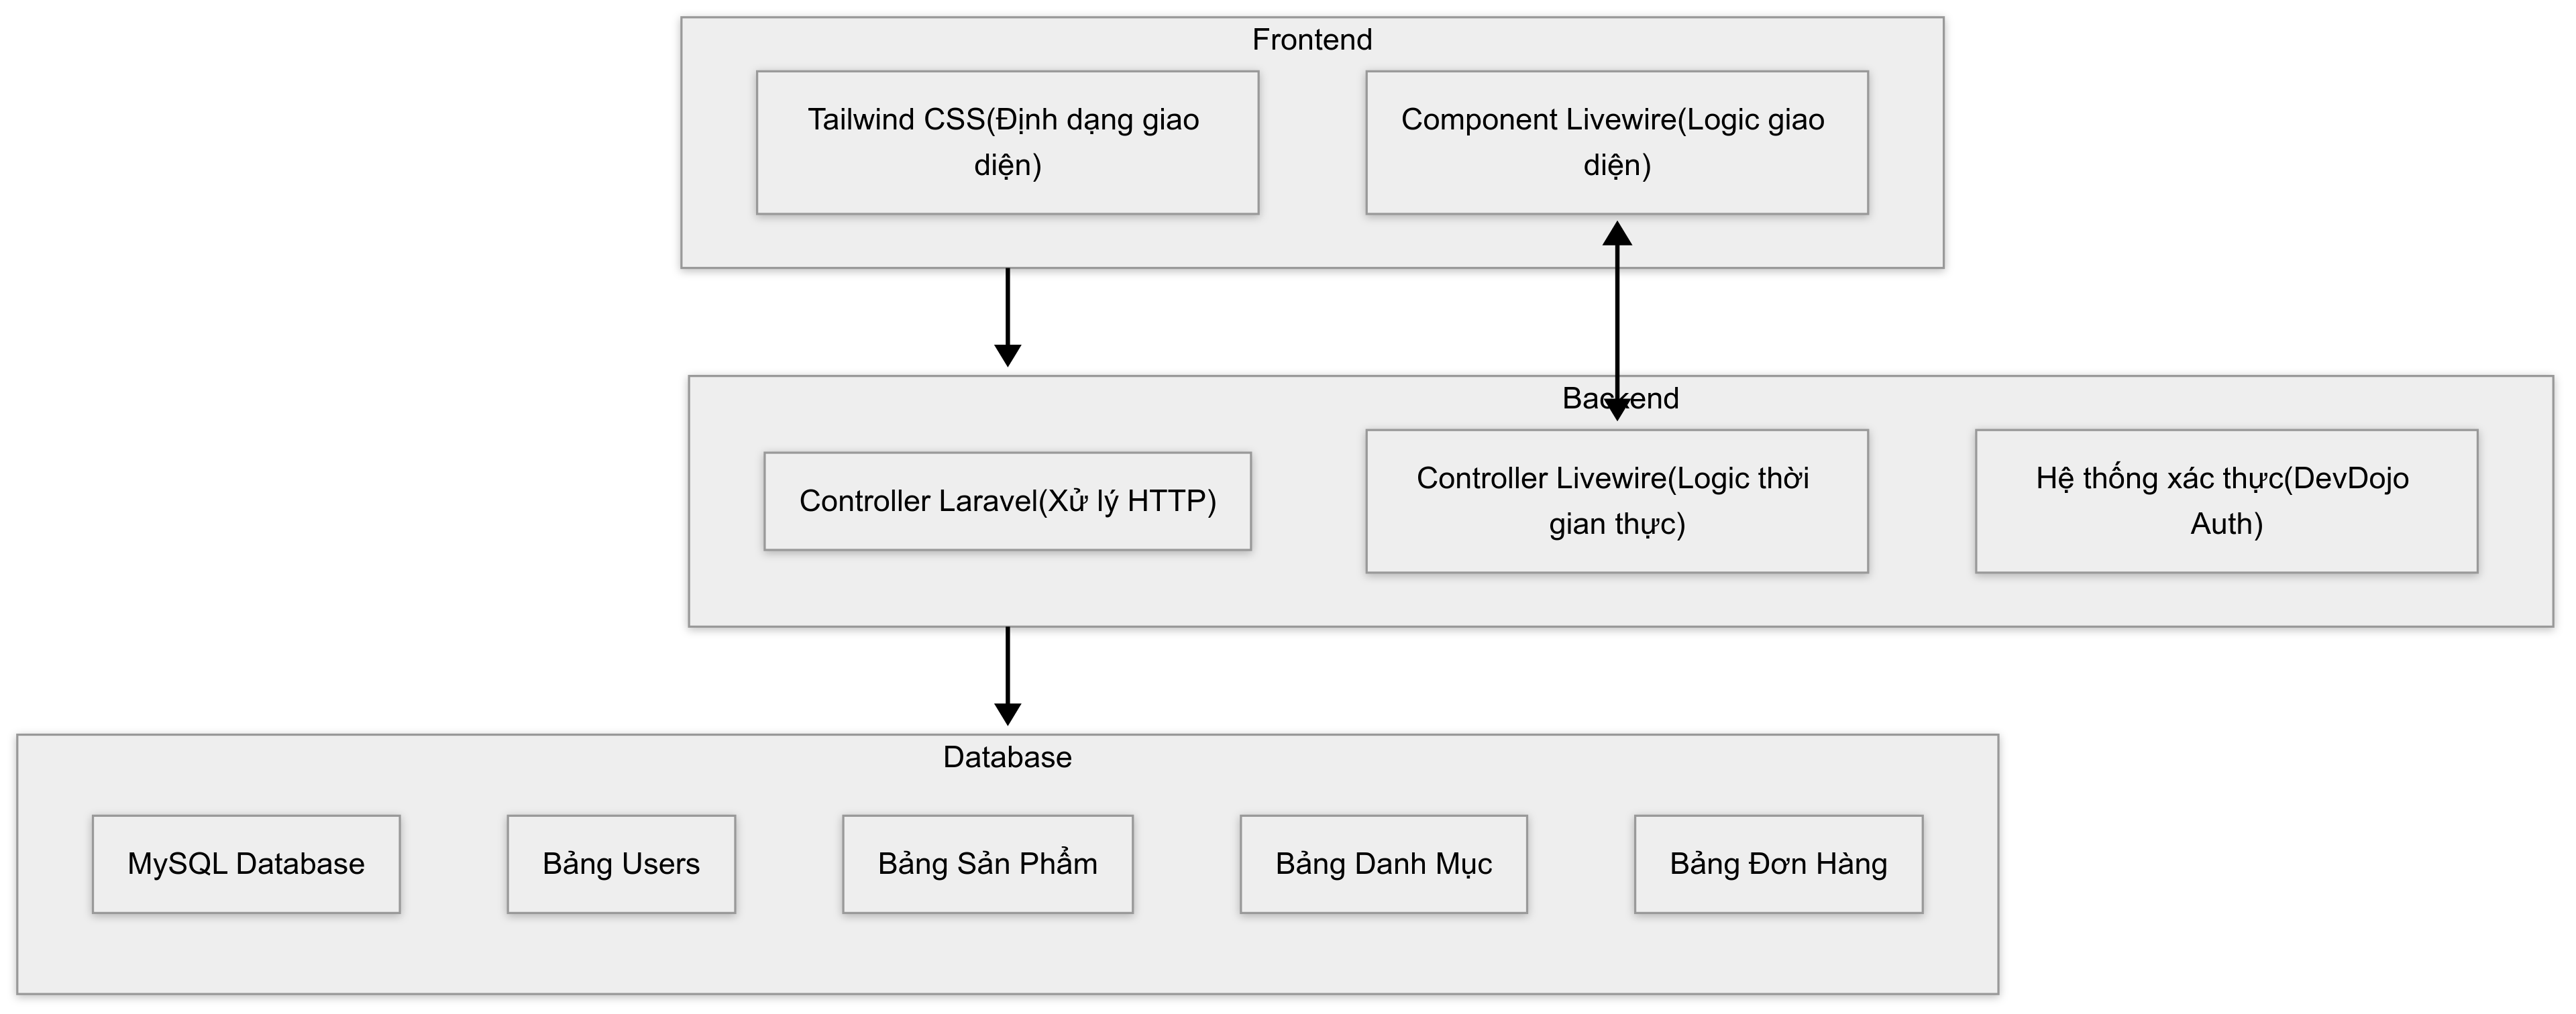 Frontend
Tailwind CSS(Định dạng giao
diện)
Component Livewire(Logic giao
diện)
Backend
Controller Laravel(Xử lý HTTP)
Controller Livewire(Logic thời
gian thực)
Hệ thống xác thực(DevDojo
Auth)
Database
MySQL Database
Bảng Users
Bảng Sản Phẩm
Bảng Danh Mục
Bảng Đơn Hàng